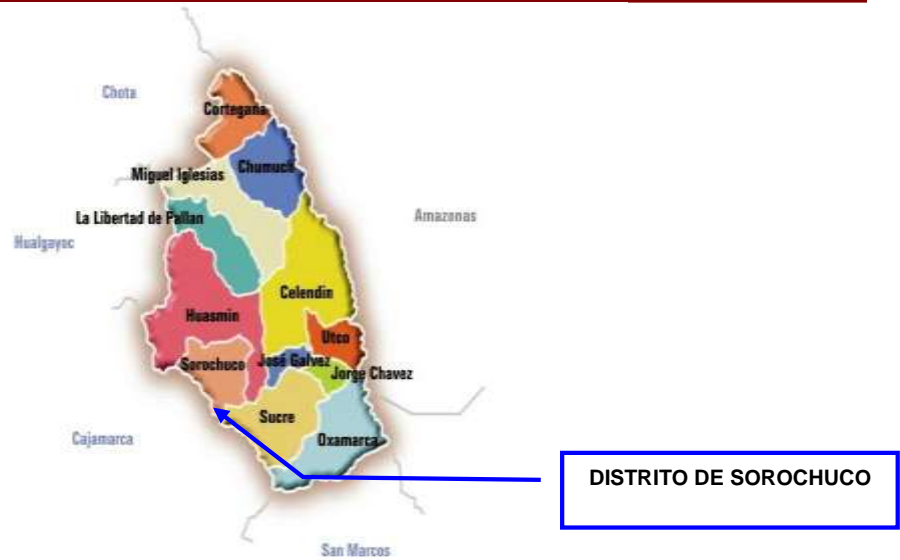 Chota
Cortegana
Chumuch
Miguel Iglesias
La Libertad de Pallan
Amazonas
Hualgayoc
Celendin
Huasmin
Utco
Sorochuco
José Galvez
Jorge Chavez
Sucre
Cajamarca
Oxamarca
DISTRITO DE SOROCHUCO
San Marcos